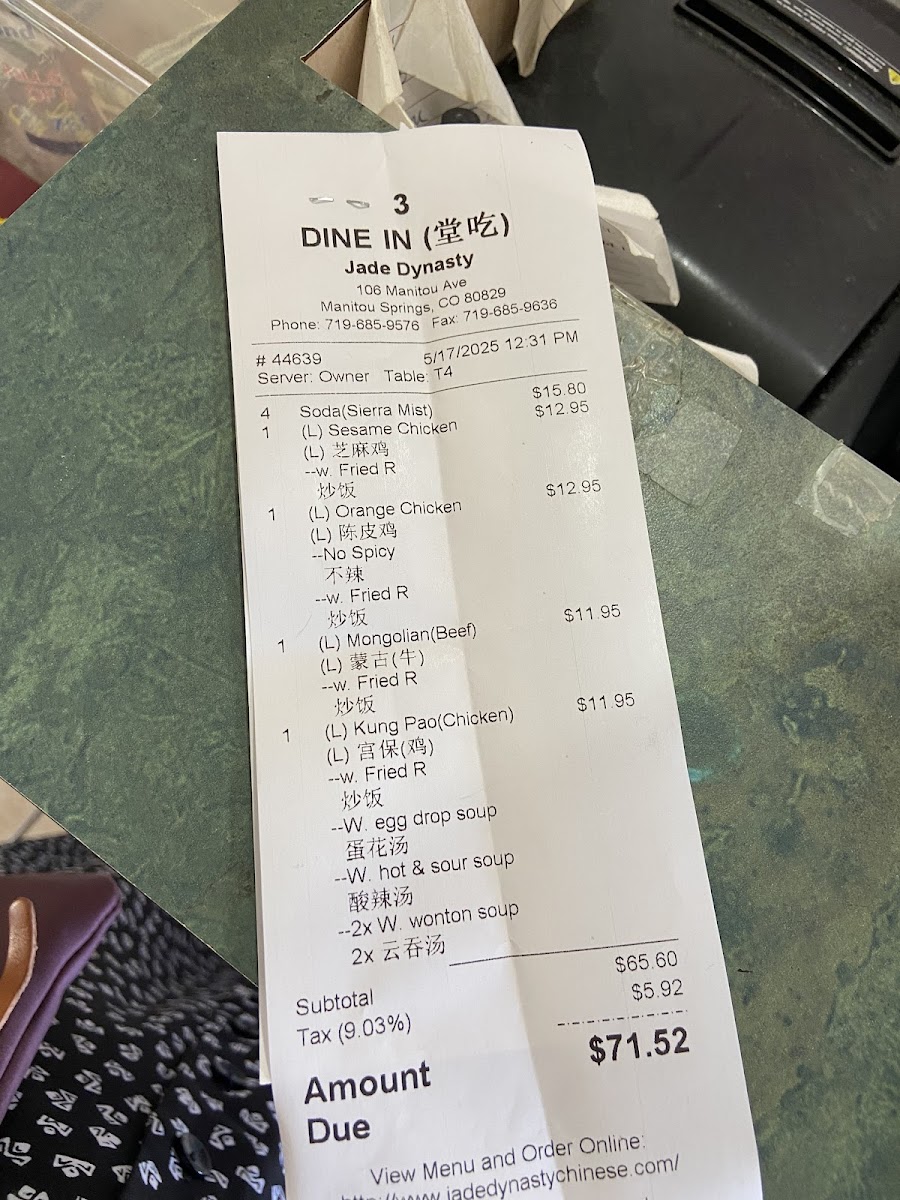 3
DINE IN (堂吃)
Jade Dynasty
106 Manitou Ave
Manitou Springs, CO 80829
Phone: 719-685-9576 Fax: 719-685-9636
# 44639 5/17/2025 12:31 PM
Server: Owner Table: T4
4 Soda(Sierra Mist) $15.80
1 (L) Sesame Chicken $12.95
(L) 芝麻鸡
--w. Fried R
炒饭
1 (L) Orange Chicken $12.95
(L) 陈皮鸡
--No Spicy
不辣
--w. Fried R
炒饭
1 (L) Mongolian(Beef) $11.95
(L) 蒙古(牛)
--w. Fried R
炒饭
1 (L) Kung Pao(Chicken) $11.95
(L) 宫保(鸡)
--w. Fried R
炒饭
--W. egg drop soup
蛋花汤
--W. hot & sour soup
酸辣汤
--2x W. wonton soup
2x 云吞汤
Subtotal $65.60
Tax (9.03%) $5.92
Amount $71.52
Due
View Menu and Order Online:
http://www.jadedynastychinese.com/